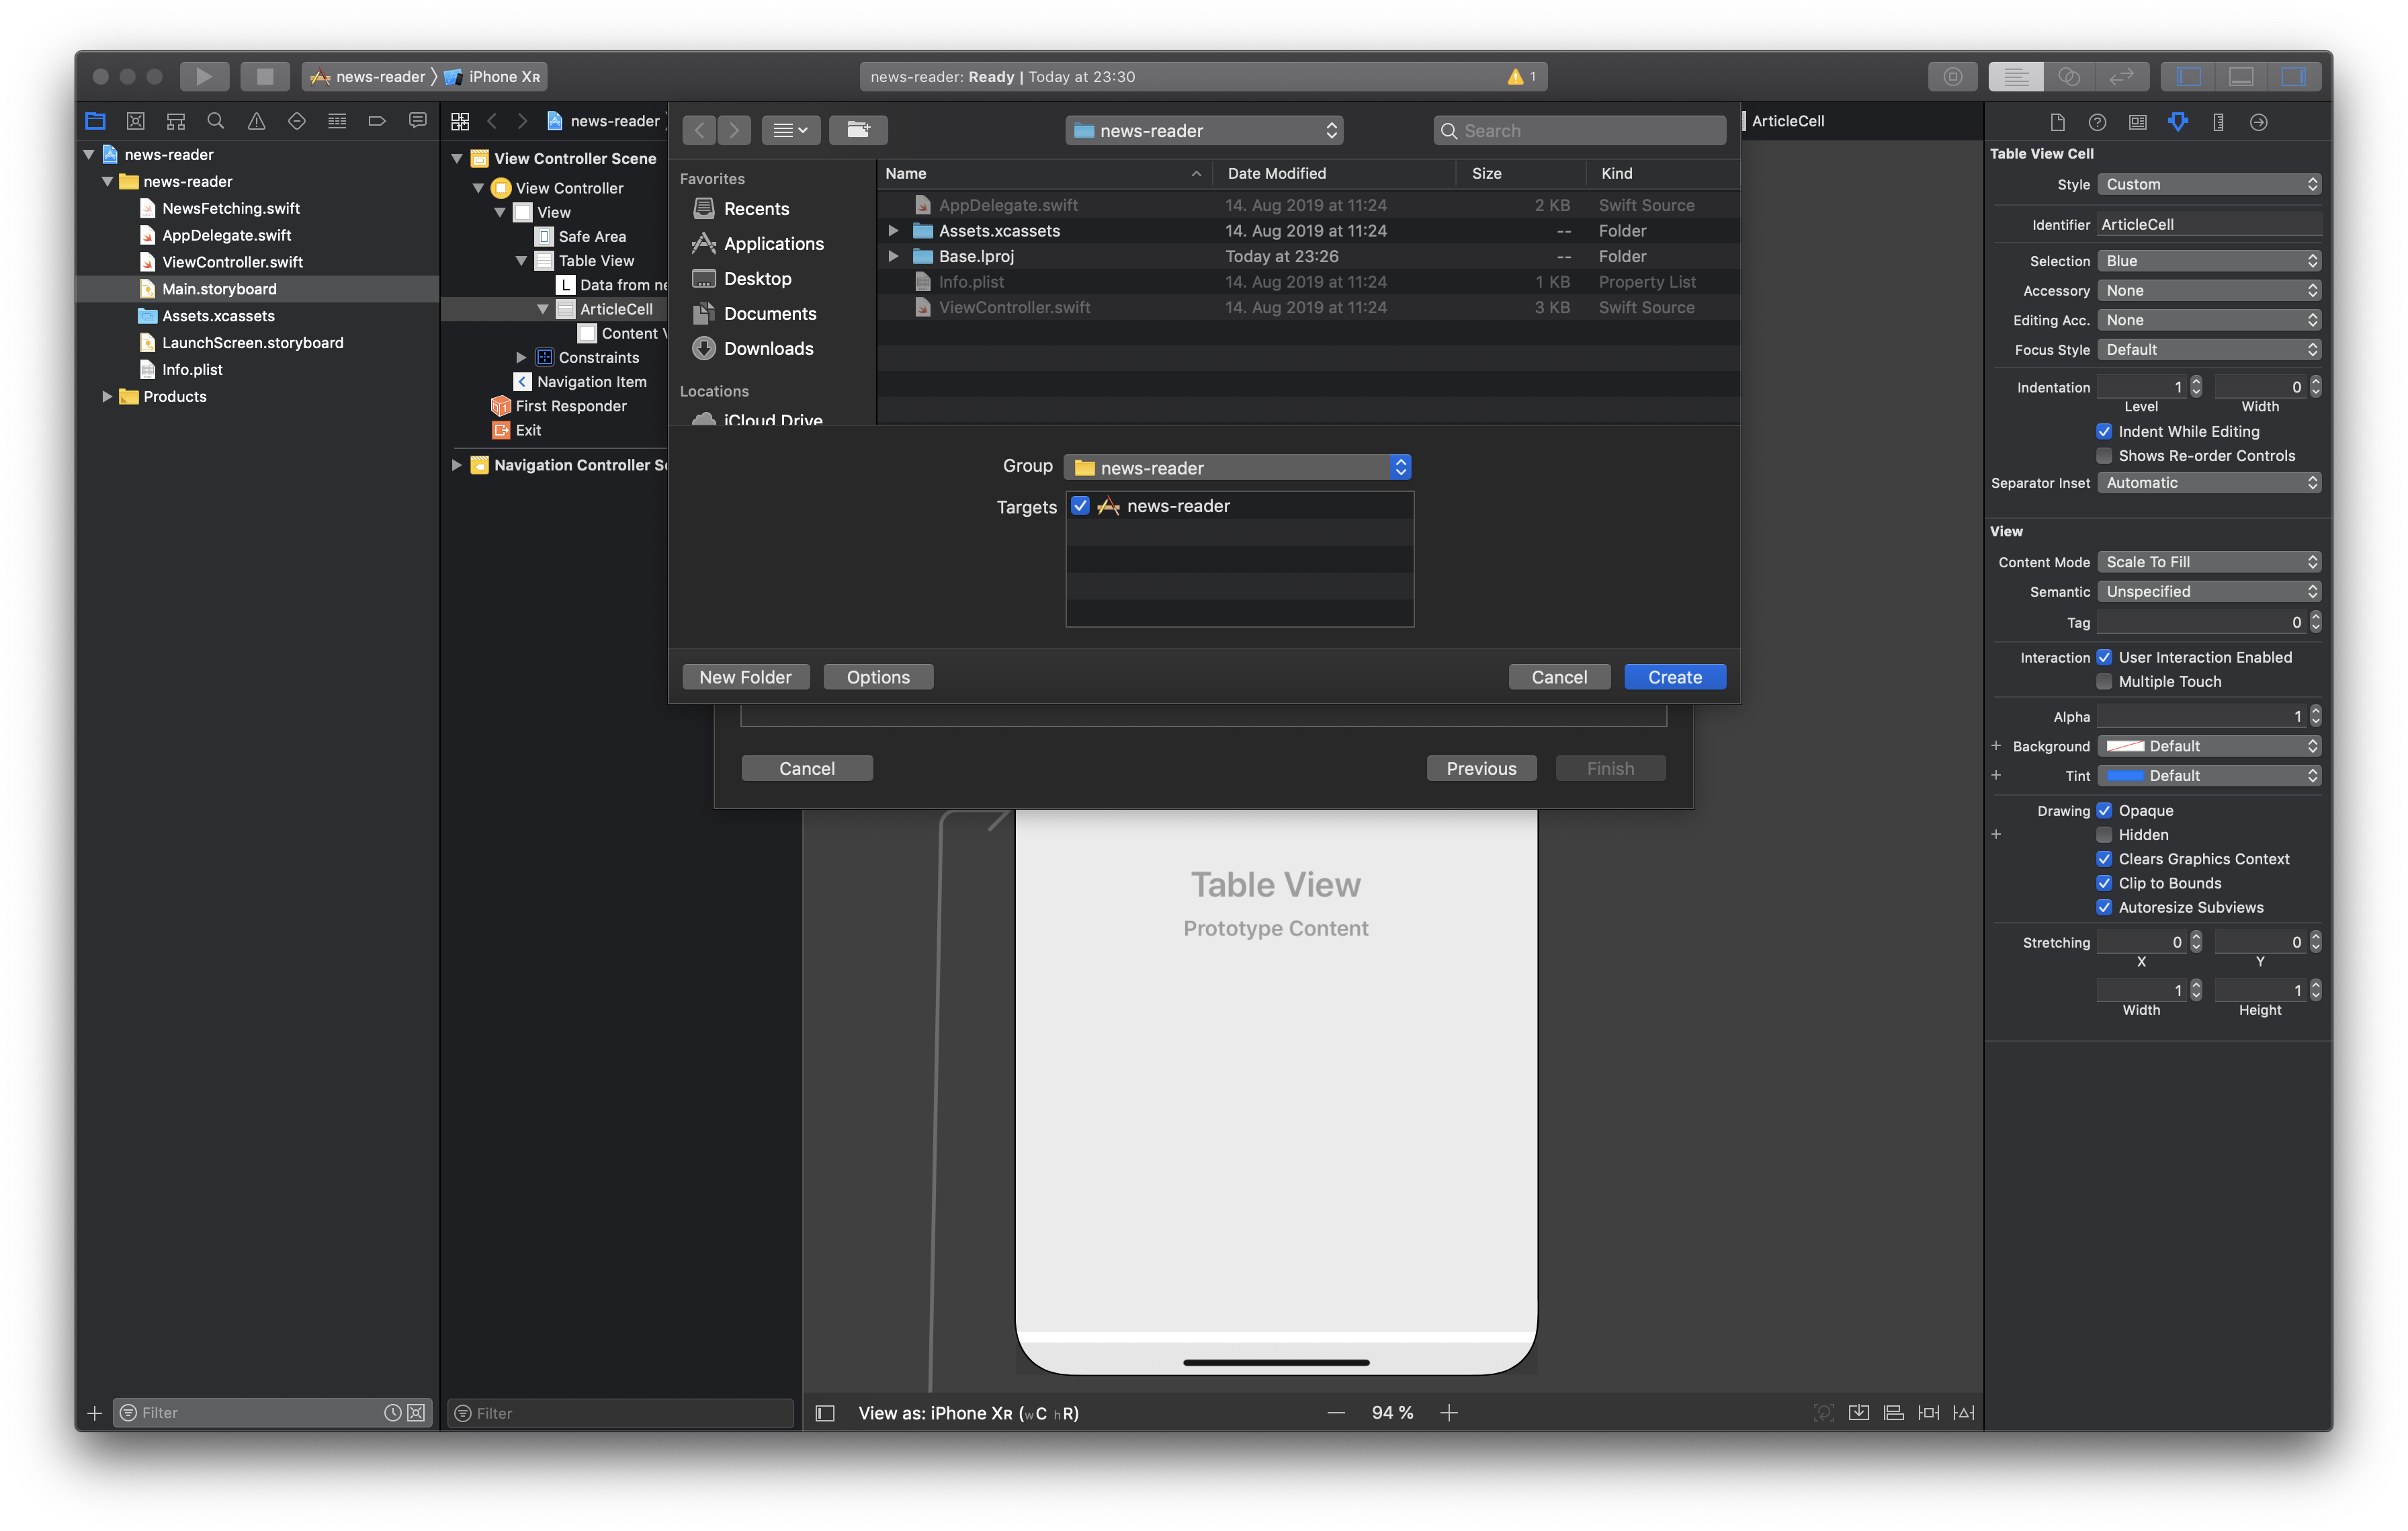 news-reader iPhone XR
news-reader: Ready | Today at 23:30
1
news-reader
news-reader
NewsFetching.swift
AppDelegate.swift
ViewController.swift
Main.storyboard
Assets.xcassets
LaunchScreen.storyboard
Info.plist
Products
Filter
news-reader
View Controller Scene
View Controller
View
Safe Area
Table View
L Data from ne
ArticleCell
Content V
Constraints
Navigation Item
First Responder
Exit
Navigation Controller Sc
Filter
news-reader
Search
Favorites
Recents
Applications
Desktop
Documents
Downloads
Locations
iCloud Drive
Name Date Modified Size Kind
AppDelegate.swift 14. Aug 2019 at 11:24 2 KB Swift Source
Assets.xcassets 14. Aug 2019 at 11:24 -- Folder
Base.lproj Today at 23:26 -- Folder
Info.plist 14. Aug 2019 at 11:24 1 KB Property List
ViewController.swift 14. Aug 2019 at 11:24 3 KB Swift Source
Group news-reader
Targets news-reader
New Folder Options Cancel Create
Cancel Previous Finish
Table View
Prototype Content
View as: iPhone XR (wC hR)
94 %
ArticleCell
Table View Cell
Style Custom
Identifier ArticleCell
Selection Blue
Accessory None
Editing Acc. None
Focus Style Default
Indentation 1 0
Level Width
Indent While Editing
Shows Re-order Controls
Separator Inset Automatic
View
Content Mode Scale To Fill
Semantic Unspecified
Tag 0
Interaction User Interaction Enabled
Multiple Touch
Alpha 1
+ Background Default
+ Tint Default
Drawing Opaque
+ Hidden
Clears Graphics Context
Clip to Bounds
Autoresize Subviews
Stretching 0 0
X Y
1 1
Width Height